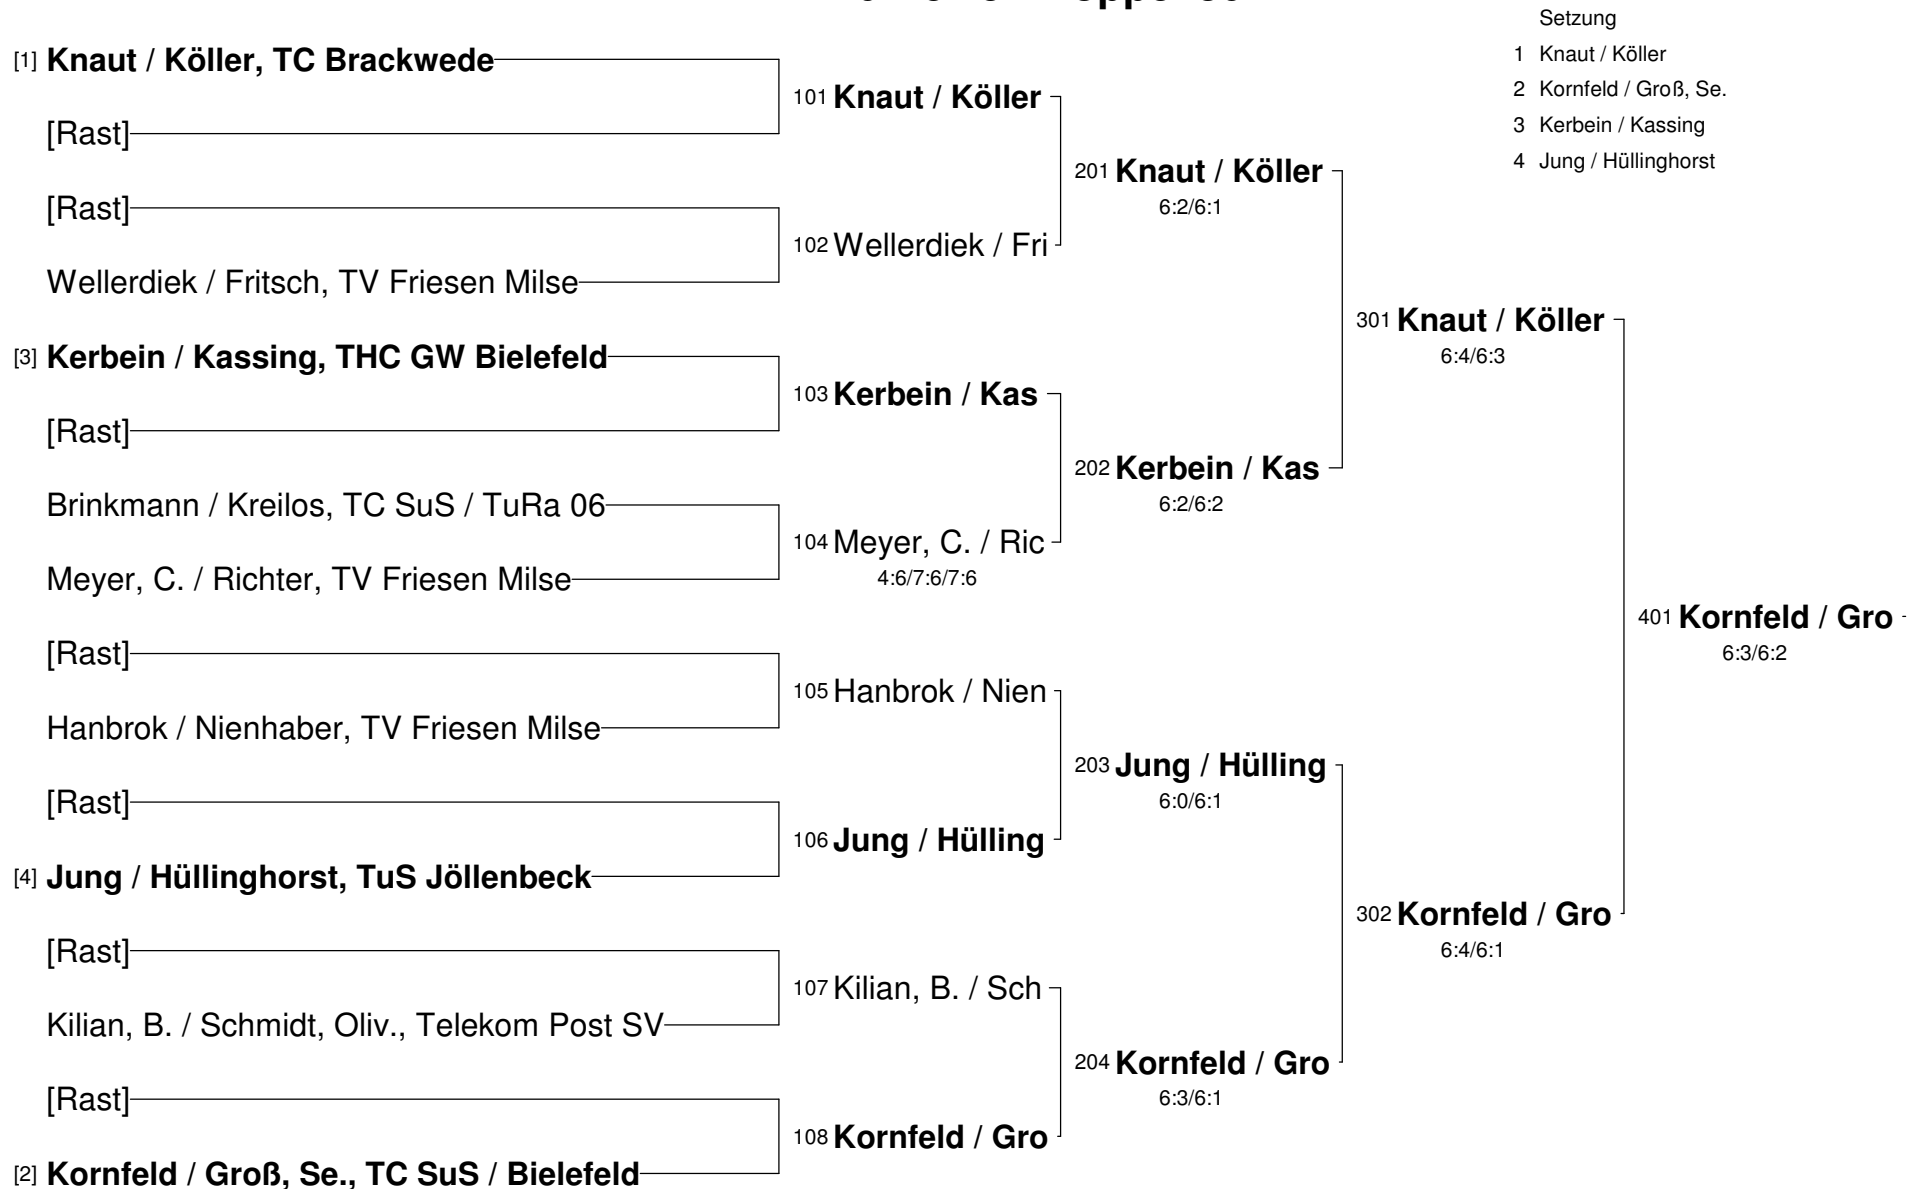 Setzung
1 Knaut / Köller
2 Kornfeld / Groß, Se.
3 Kerbein / Kassing
4 Jung / Hüllinghorst
[1] Knaut / Köller, TC Brackwede
[Rast]
[Rast]
Wellerdiek / Fritsch, TV Friesen Milse
[3] Kerbein / Kassing, THC GW Bielefeld
[Rast]
Brinkmann / Kreilos, TC SuS / TuRa 06
Meyer, C. / Richter, TV Friesen Milse
[Rast]
Hanbrok / Nienhaber, TV Friesen Milse
[Rast]
[4] Jung / Hüllinghorst, TuS Jöllenbeck
[Rast]
Kilian, B. / Schmidt, Oliv., Telekom Post SV
[Rast]
[2] Kornfeld / Groß, Se., TC SuS / Bielefeld
101 Knaut / Köller
102 Wellerdiek / Fri
103 Kerbein / Kas
104 Meyer, C. / Ric
4:6/7:6/7:6
105 Hanbrok / Nien
106 Jung / Hülling
107 Kilian, B. / Sch
108 Kornfeld / Gro
201 Knaut / Köller
6:2/6:1
202 Kerbein / Kas
6:2/6:2
203 Jung / Hülling
6:0/6:1
204 Kornfeld / Gro
6:3/6:1
301 Knaut / Köller
6:4/6:3
302 Kornfeld / Gro
6:4/6:1
401 Kornfeld / Gro
6:3/6:2